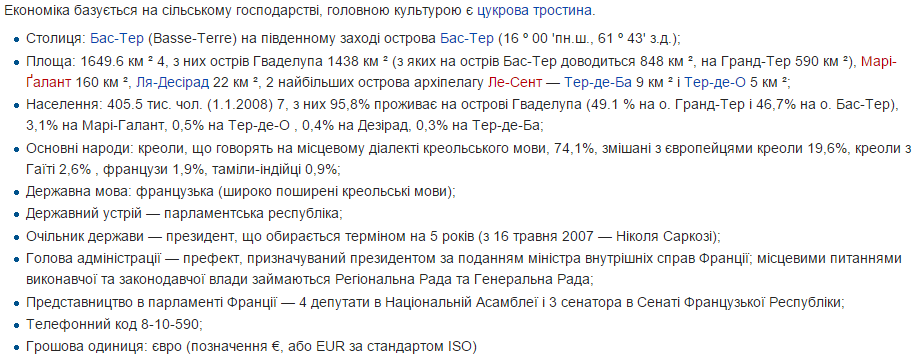 Економіка базується на сільському господарстві, головною культурою є цукрова тростина.
Столиця: Бас-Тер (Basse-Terre) на південному заході острова Бас-Тер (16 º 00 'пн.ш., 61 º 43' з.д.);
Площа: 1649.6 км ² 4, з них острів Гваделупа 1438 км ² (з яких на острів Бас-Тер доводиться 848 км ², на Гранд-Тер 590 км ²), Марі-
Ґалант 160 км ², Ля-Дезірад 22 км ², 2 найбільших острова архіпелагу Ле-Сент — Тер-де-Ба 9 км ² і Тер-де-О 5 км ²;
Населення: 405.5 тис. чол. (1.1.2008) 7, з них 95,8% проживає на острові Гваделупа (49.1 % на о. Гранд-Тер і 46,7% на о. Бас-Тер),
3,1% на Марі-Галант, 0,5% на Тер-де-О , 0,4% на Дезірад, 0,3% на Тер-де-Ба;
Основні народи: креоли, що говорять на місцевому діалекті креольського мови, 74,1%, змішані з європейцями креоли 19,6%, креоли з
Гаїті 2,6% , французи 1,9%, таміли-індійці 0,9%;
Державна мова: французька (широко поширені креольські мови);
Державний устрій — парламентська республіка;
Очільник держави — президент, що обирається терміном на 5 років (з 16 травня 2007 — Ніколя Саркозі);
Голова адміністрації — префект, призначуваний президентом за поданням міністра внутрішніх справ Франції; місцевими питаннями
виконавчої та законодавчої влади займаються Регіональна Рада та Генеральна Рада;
Представництво в парламенті Франції — 4 депутати в Національній Асамблеї і 3 сенатора в Сенаті Французької Республіки;
Телефонний код 8-10-590;
Грошова одиниця: євро (позначення €, або EUR за стандартом ISO)